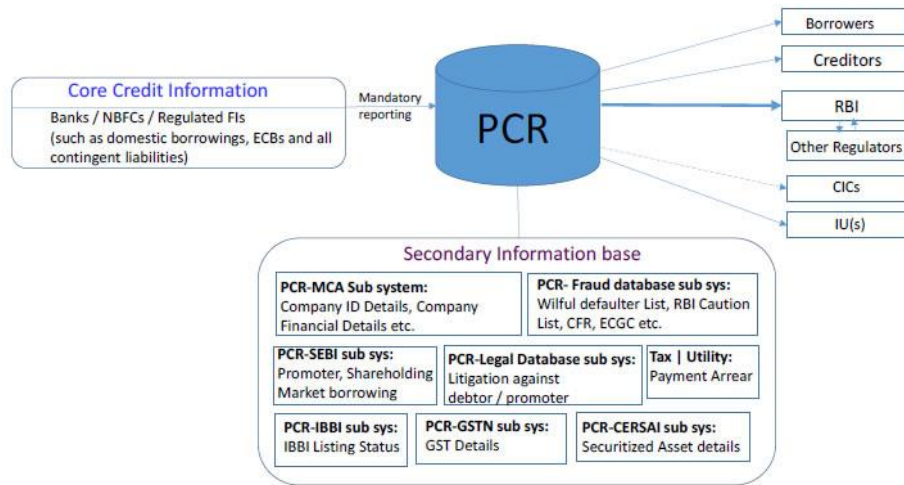 Core Credit Information
Banks / NBFCs / Regulated FIs
(such as domestic borrowings, ECBs and all
contingent liabilities)
Mandatory
reporting
PCR
Borrowers
Creditors
RBI
Other Regulators
CICs
IU(s)
Secondary Information base
PCR-MCA Sub system:
Company ID Details, Company
Financial Details etc.
PCR- Fraud database sub sys:
Wilful defaulter List, RBI Caution
List, CFR, ECGC etc.
PCR-SEBI sub sys:
Promoter, Shareholding
Market borrowing
PCR-Legal Database sub sys:
Litigation against
debtor / promoter
Tax | Utility:
Payment Arrear
PCR-IBBI sub sys:
IBBI Listing Status
PCR-GSTN sub sys:
GST Details
PCR-CERSAI sub sys:
Securitized Asset details